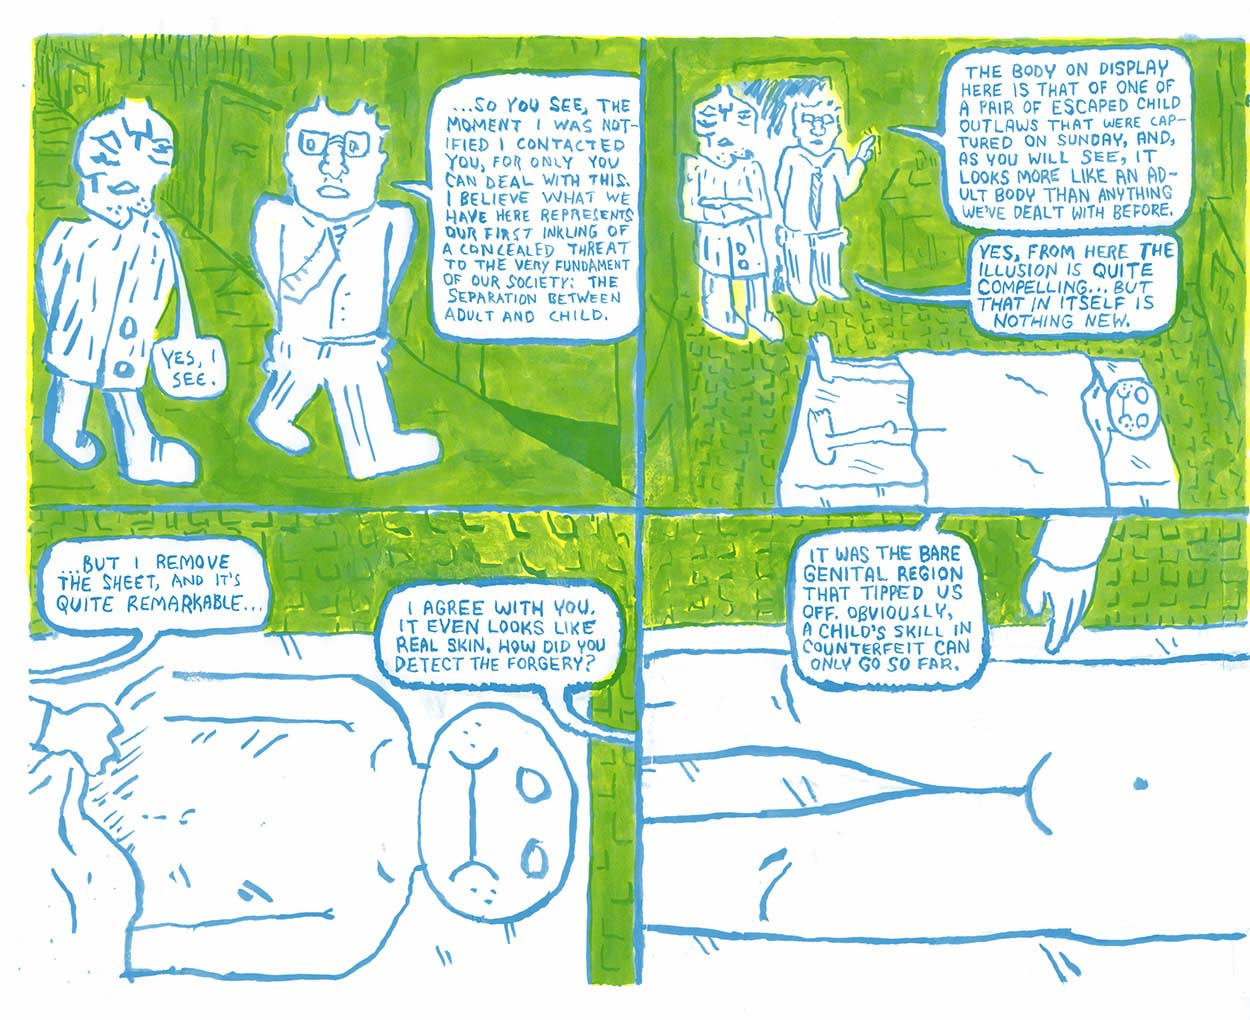 ...SO YOU SEE, THE
MOMENT I WAS NOT-
IFIED I CONTACTED
YOU, FOR ONLY YOU
CAN DEAL WITH THIS.
I BELIEVE WHAT WE
HAVE HERE REPRESENTS
OUR FIRST INKLING OF
A CONCEALED THREAT
TO THE VERY FUNDAMENT
OF OUR SOCIETY: THE
SEPARATION BETWEEN
ADULT AND CHILD.
YES, I
SEE.
THE BODY ON DISPLAY
HERE IS THAT OF ONE OF
A PAIR OF ESCAPED CHILD
OUTLAWS THAT WERE CAP-
TURED ON SUNDAY, AND,
AS YOU WILL SEE, IT
LOOKS MORE LIKE AN AD-
ULT BODY THAN ANYTHING
WE'VE DEALT WITH BEFORE.
YES, FROM HERE THE
ILLUSION IS QUITE
COMPELLING... BUT
THAT IN ITSELF IS
NOTHING NEW.
...BUT I REMOVE
THE SHEET, AND IT'S
QUITE REMARKABLE...
I AGREE WITH YOU.
IT EVEN LOOKS LIKE
REAL SKIN. HOW DID YOU
DETECT THE FORGERY?
IT WAS THE BARE
GENITAL REGION
THAT TIPPED US
OFF. OBVIOUSLY,
A CHILD'S SKILL IN
COUNTERFEIT CAN
ONLY GO SO FAR.